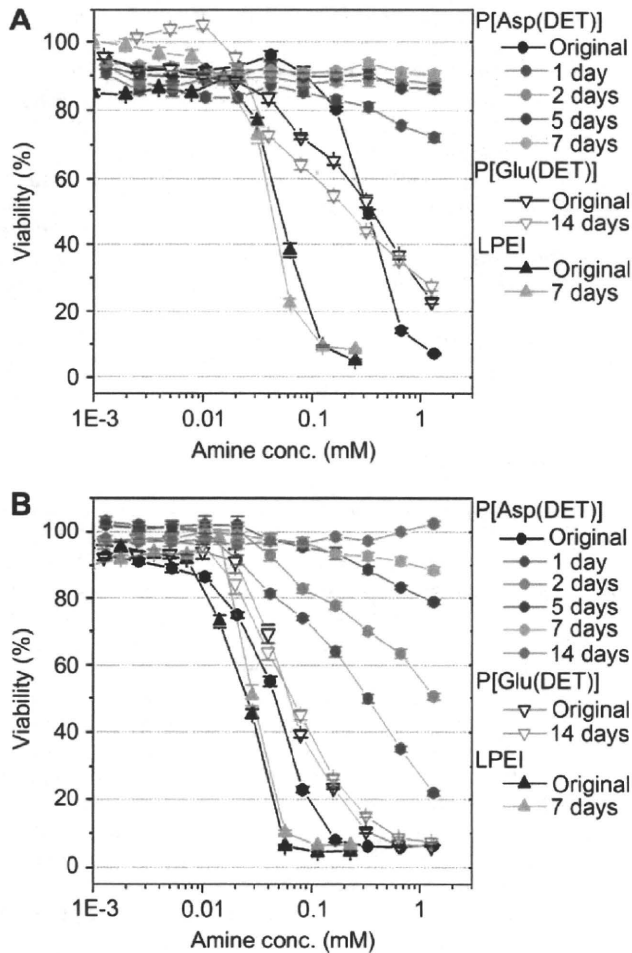 A
P[Asp(DET)]
Original
1 day
2 days
5 days
7 days
P[Glu(DET)]
Original
14 days
LPEI
Original
7 days
Viability (%)
100
80
60
40
20
0
1E-3
0.01
0.1
1
Amine conc. (mM)
B
P[Asp(DET)]
Original
1 day
2 days
5 days
7 days
14 days
P[Glu(DET)]
Original
14 days
LPEI
Original
7 days
Viability (%)
100
80
60
40
20
0
1E-3
0.01
0.1
1
Amine conc. (mM)